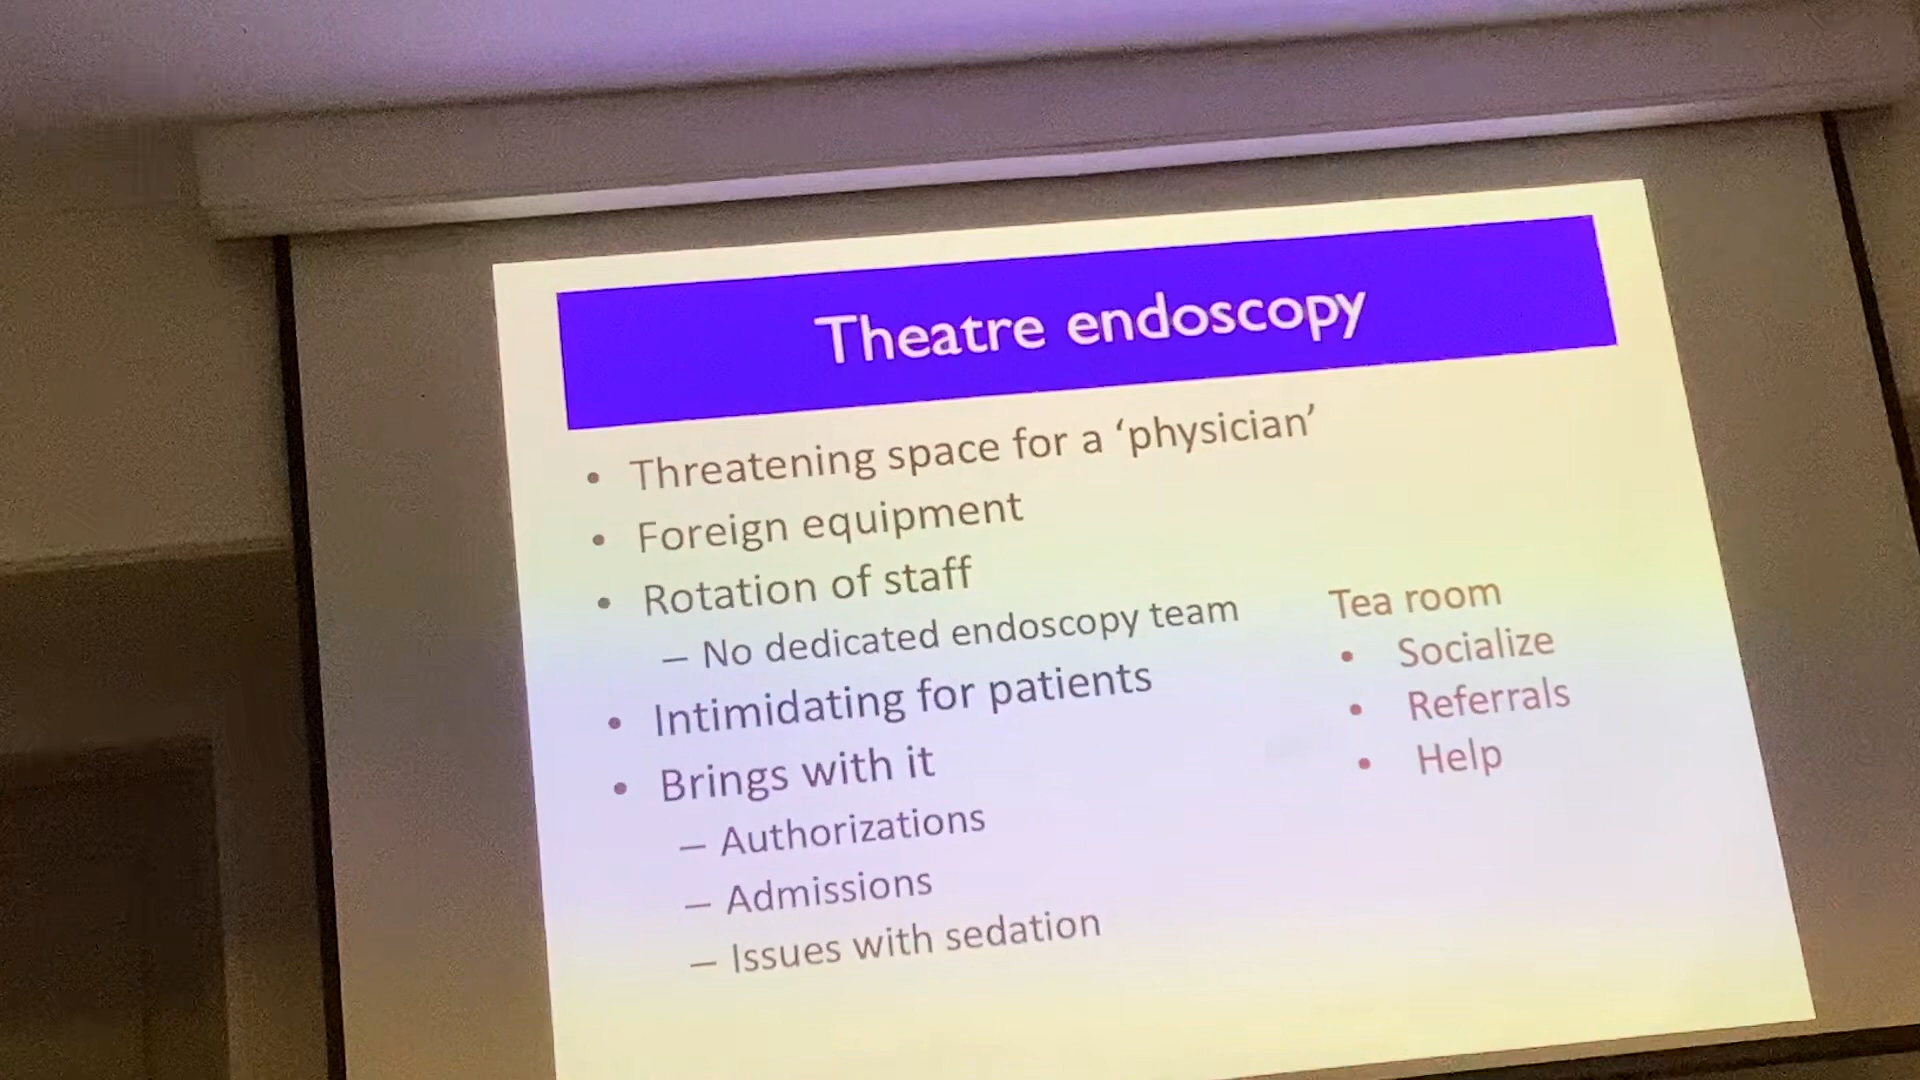 Theatre endoscopy
• Threatening space for a ‘physician’
• Foreign equipment
• Rotation of staff
– No dedicated endoscopy team
• Intimidating for patients
• Brings with it
– Authorizations
– Admissions
– Issues with sedation
Tea room
• Socialize
• Referrals
• Help